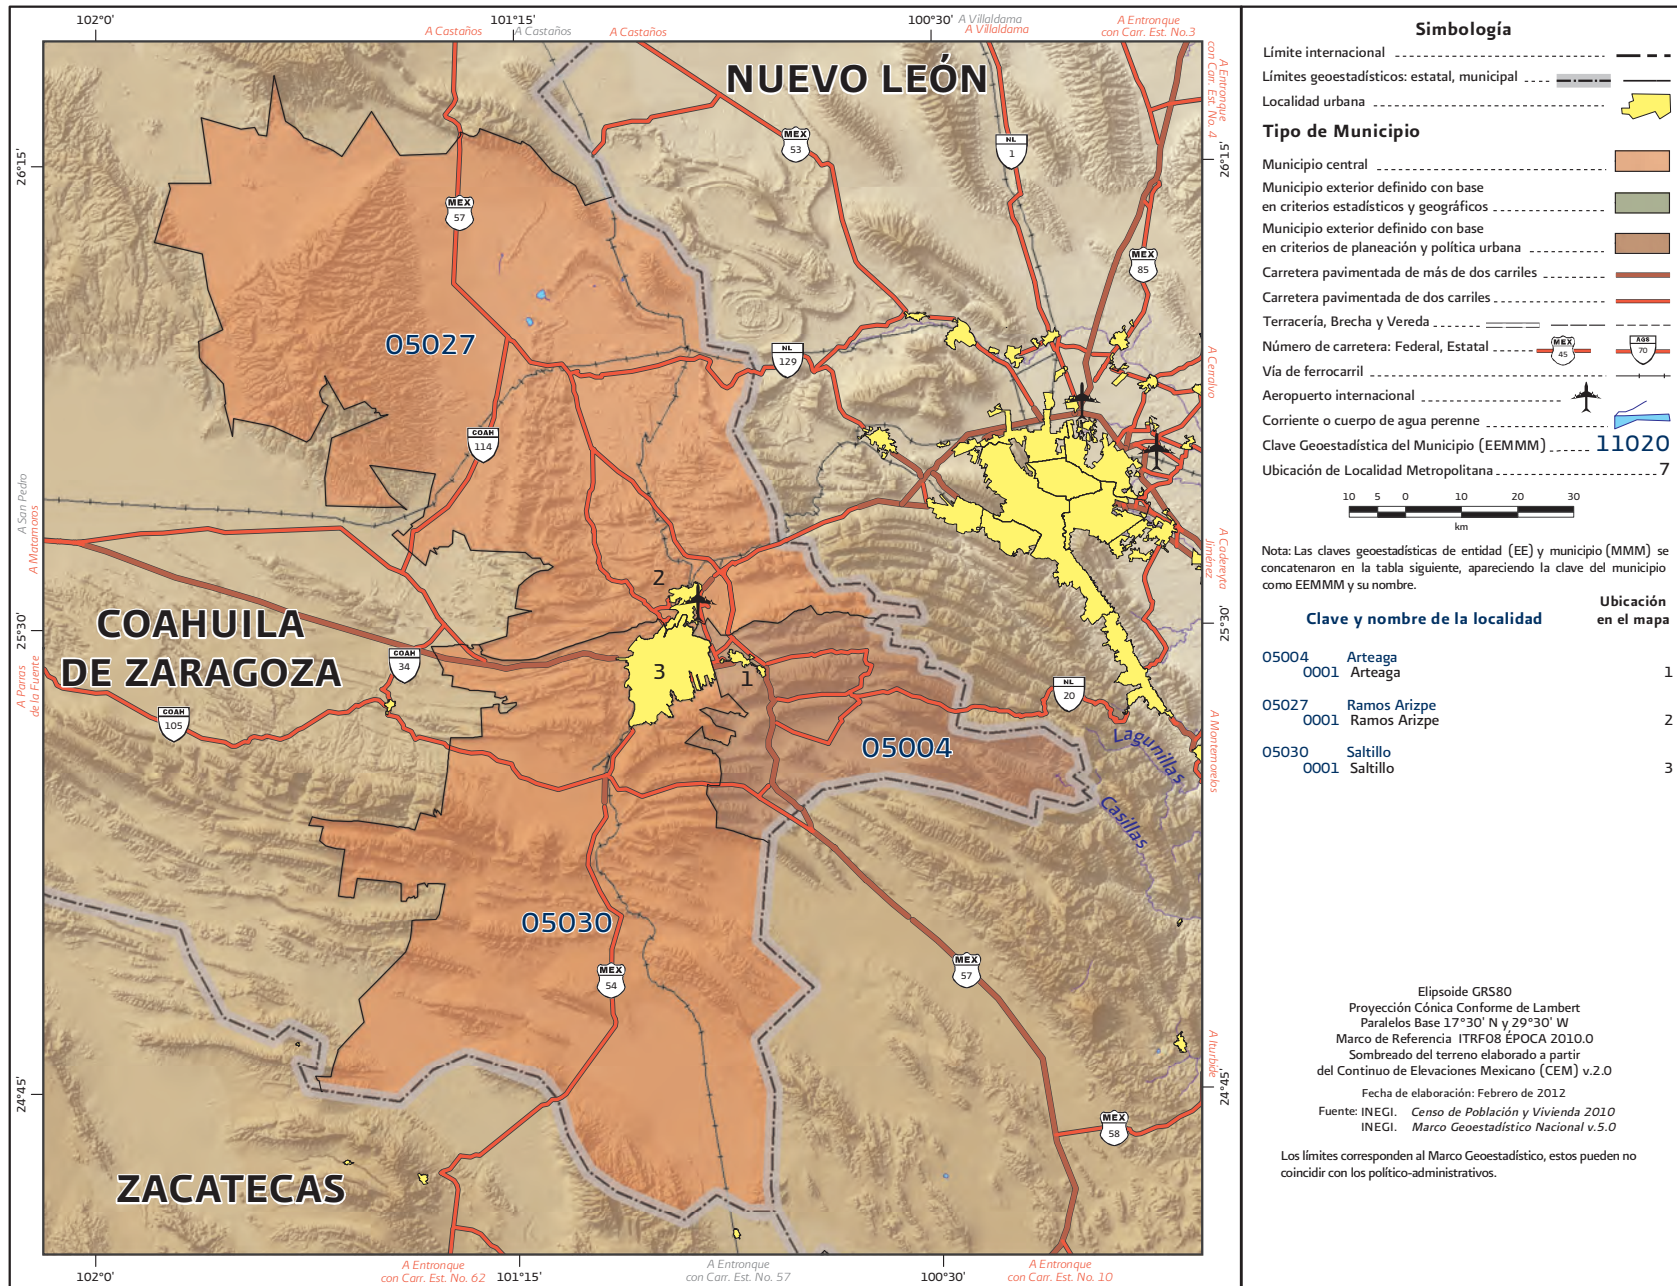 102°0'
101°15'
100°30'
A Castaños
A Castaños
A Castaños
A Villaldama
A Villaldama
A Entronque
con Carr. Est. No.3
A Entronque
con Carr. Est. No. 4
26°15'
26°15'
NUEVO LEÓN
MEX
53
NL
1
MEX
57
MEX
85
05027
NL
129
A Cerralvo
COAH
114
A San Pedro
A Matamoros
A Cadereyta
Jiménez
2
25°30'
25°30'
COAHUILA
DE ZARAGOZA
COAH
34
3
1
NL
20
A Parras
de la Fuente
COAH
105
A Montemorelos
05004
Lagunillas
Casillas
05030
MEX
54
MEX
57
A Iturbide
24°45'
24°45'
MEX
58
ZACATECAS
102°0'
A Entronque
con Carr. Est. No. 62
101°15'
A Entronque
con Carr. Est. No. 57
100°30'
A Entronque
con Carr. Est. No. 10
Simbología
Límite internacional
Límites geoestadísticos: estatal, municipal
Localidad urbana
Tipo de Municipio
Municipio central
Municipio exterior definido con base
en criterios estadísticos y geográficos
Municipio exterior definido con base
en criterios de planeación y política urbana
Carretera pavimentada de más de dos carriles
Carretera pavimentada de dos carriles
Terracería, Brecha y Vereda
Número de carretera: Federal, Estatal MEX 45 AGS 70
Vía de ferrocarril
Aeropuerto internacional
Corriente o cuerpo de agua perenne
Clave Geoestadística del Municipio (EEMMM) 11020
Ubicación de Localidad Metropolitana 7
10 5 0 10 20 30
km
Nota: Las claves geoestadísticas de entidad (EE) y municipio (MMM) se
concatenaron en la tabla siguiente, apareciendo la clave del municipio
como EEMMM y su nombre.
Clave y nombre de la localidad
Ubicación
en el mapa
05004 Arteaga
0001 Arteaga 1
05027 Ramos Arizpe
0001 Ramos Arizpe 2
05030 Saltillo
0001 Saltillo 3
Elipsoide GRS80
Proyección Cónica Conforme de Lambert
Paralelos Base 17°30' N y 29°30' W
Marco de Referencia ITRF08 ÉPOCA 2010.0
Sombreado del terreno elaborado a partir
del Continuo de Elevaciones Mexicano (CEM) v.2.0
Fecha de elaboración: Febrero de 2012
Fuente: INEGI. Censo de Población y Vivienda 2010
INEGI. Marco Geoestadístico Nacional v.5.0
Los límites corresponden al Marco Geoestadístico, estos pueden no
coincidir con los político-administrativos.